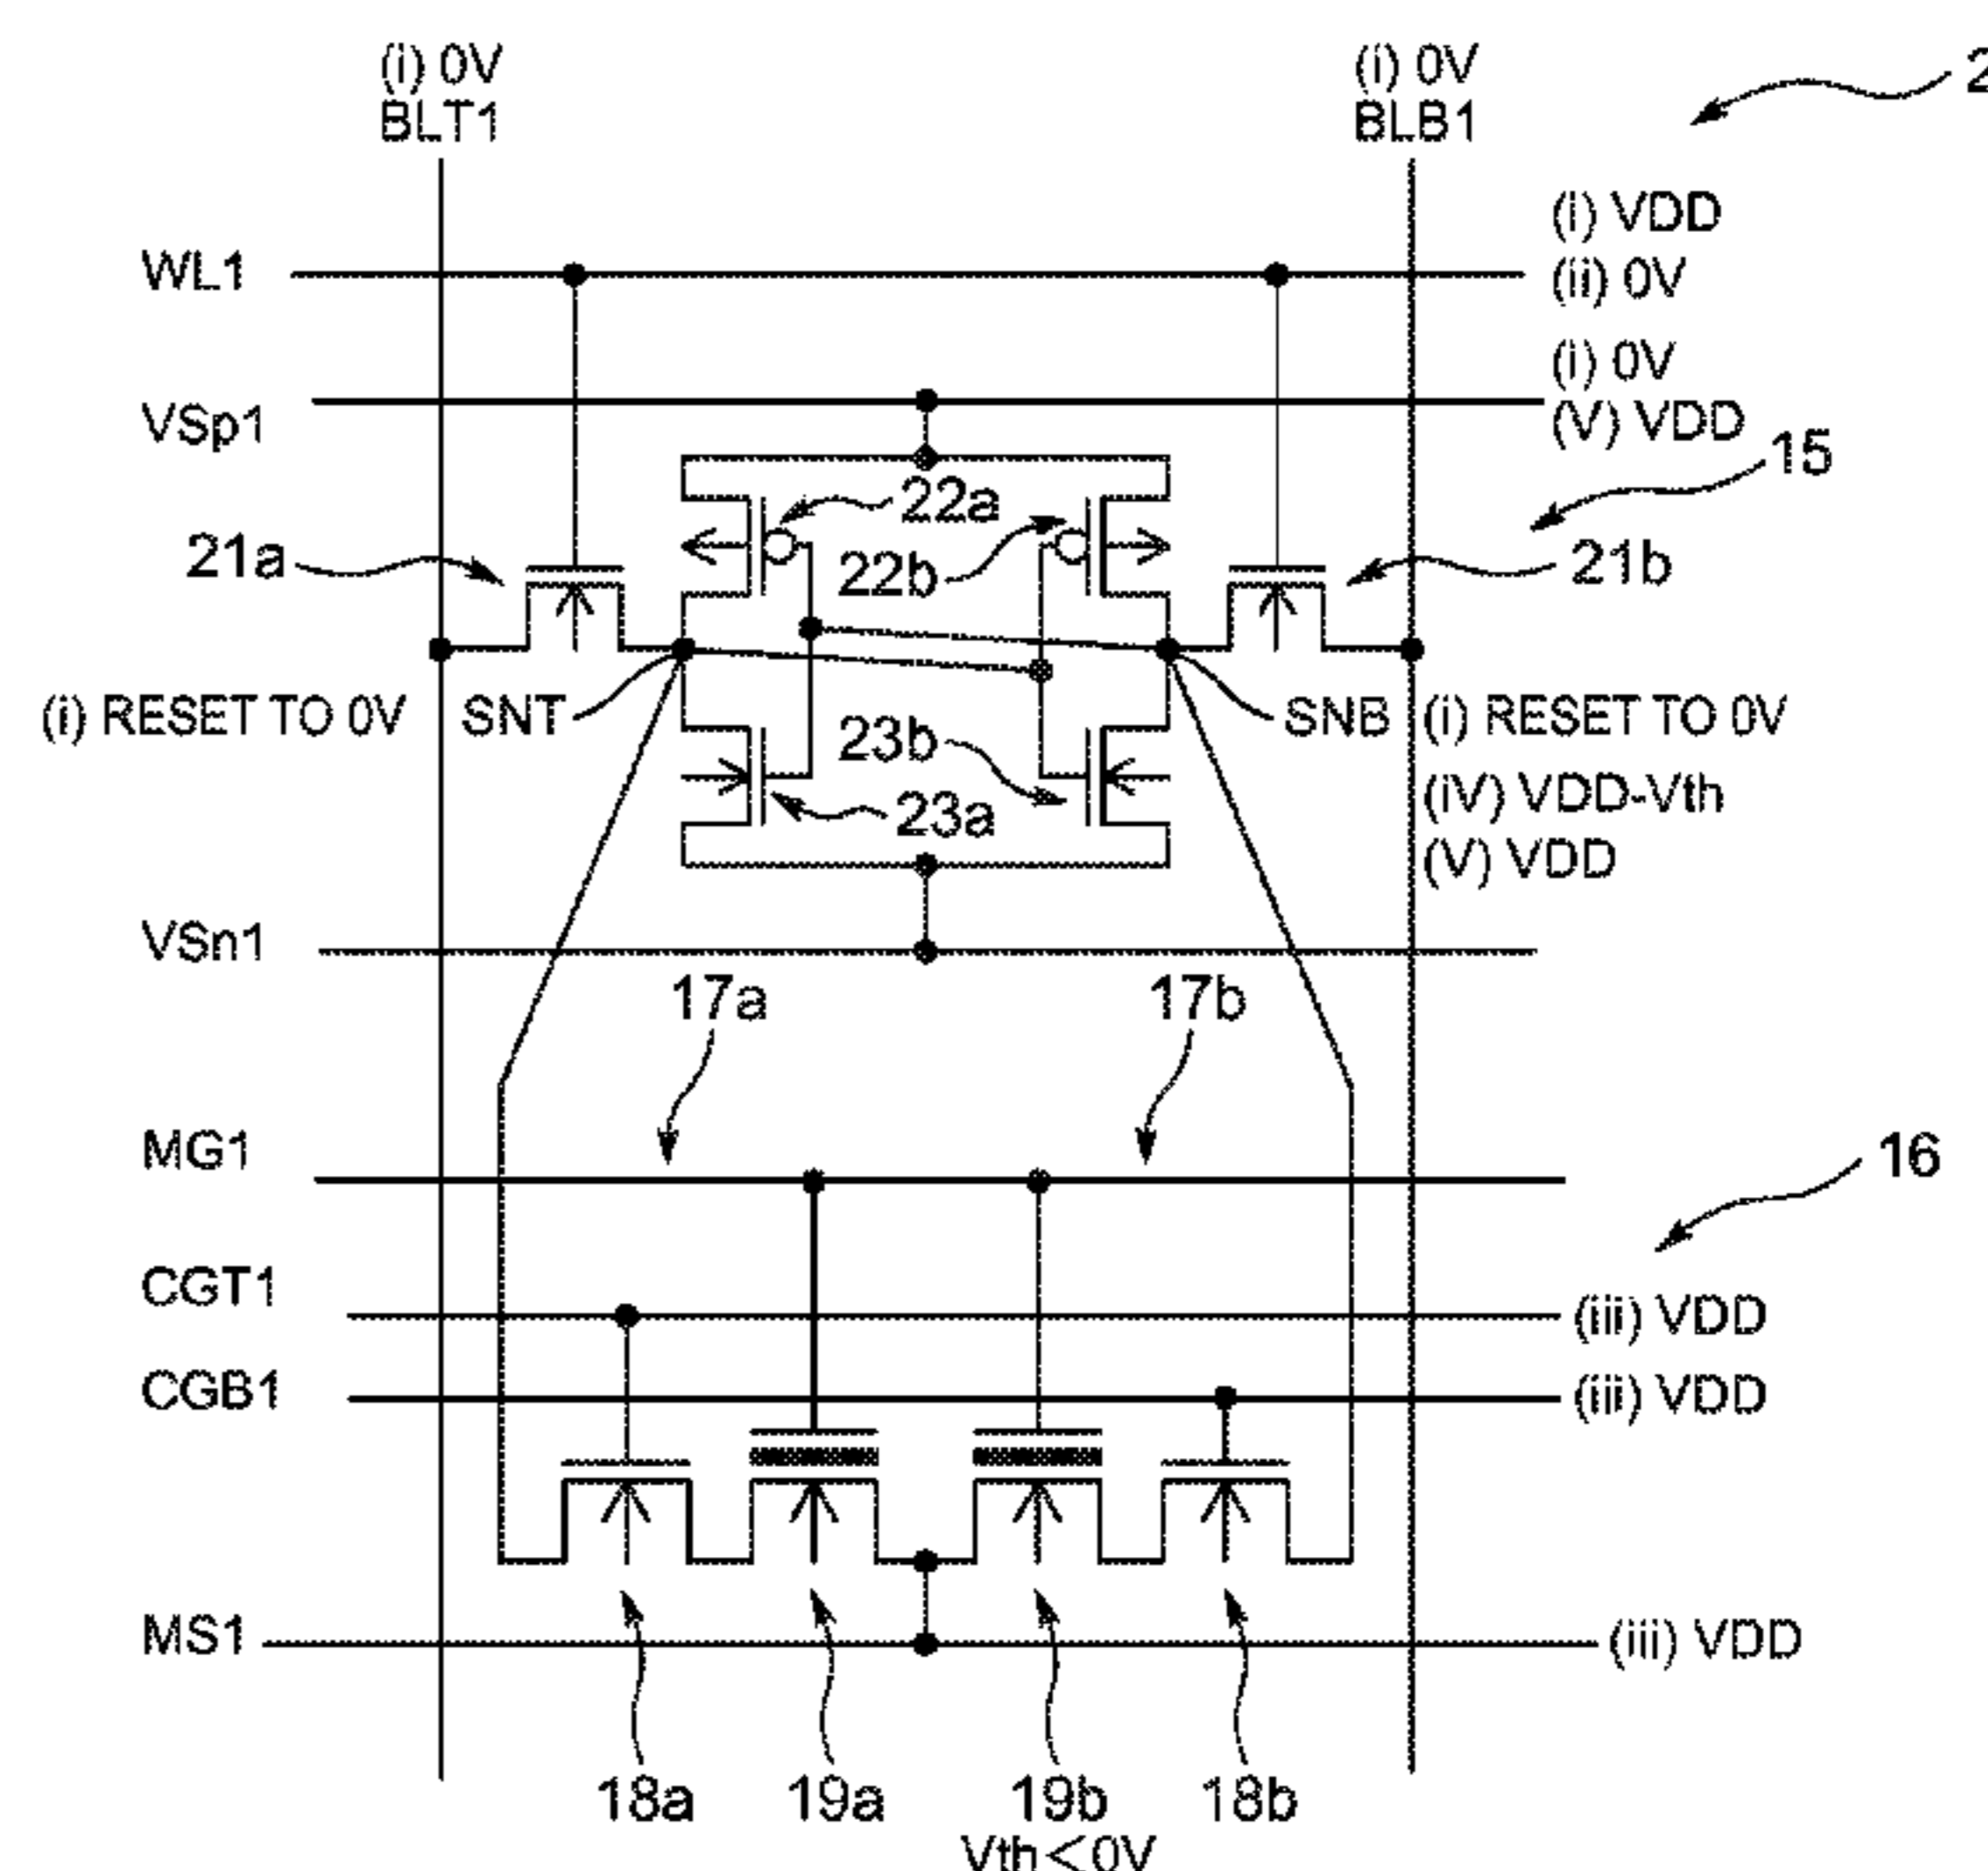 (i) 0V
BLT1
(i) 0V
BLB1
2
WL1
(i) VDD
(ii) 0V
VSp1
(i) 0V
(V) VDD
15
21a
22a
22b
21b
(i) RESET TO 0V
SNT
SNB
(i) RESET TO 0V
(iV) VDD-Vth
(V) VDD
23b
23a
VSn1
17a
17b
MG1
16
CGT1
(iii) VDD
CGB1
(iii) VDD
MS1
(iii) VDD
18a
19a
19b
18b
Vth<0V